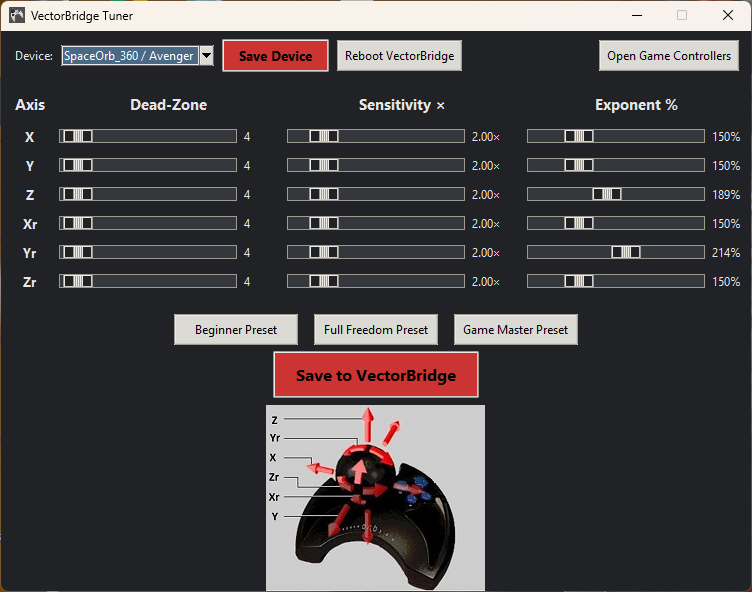 VectorBridge Tuner
Device: SpaceOrb_360 / Avenger Save Device Reboot VectorBridge Open Game Controllers
Axis Dead-Zone Sensitivity × Exponent %
X 4 2.00× 150%
Y 4 2.00× 150%
Z 4 2.00× 189%
Xr 4 2.00× 150%
Yr 4 2.00× 214%
Zr 4 2.00× 150%
Beginner Preset Full Freedom Preset Game Master Preset
Save to VectorBridge
Z
Yr
X
Zr
Xr
Y